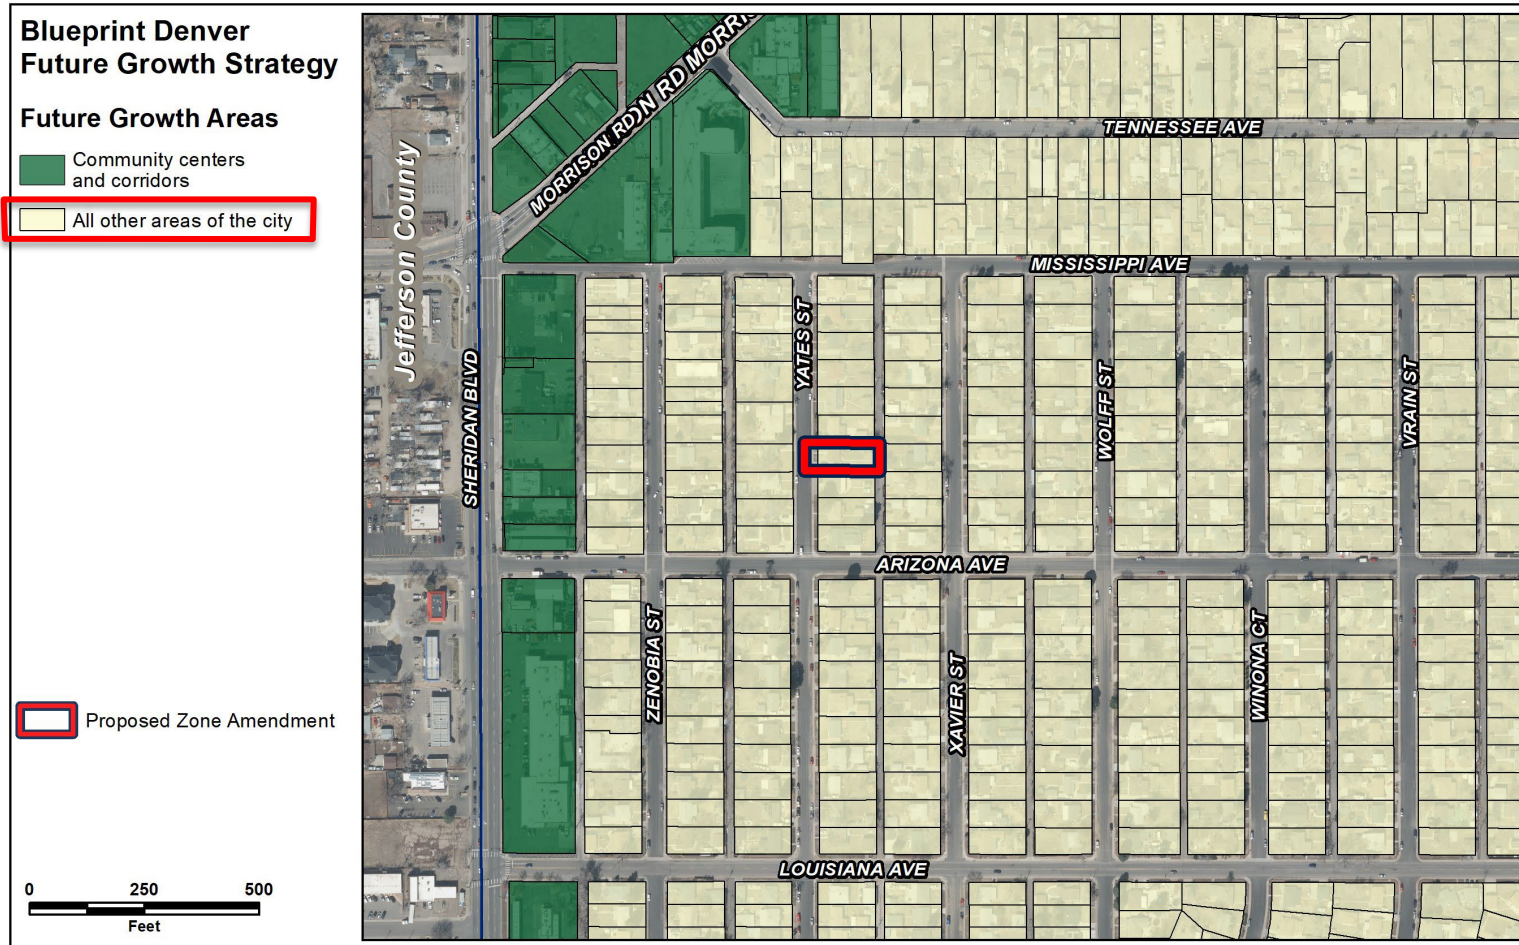 Blueprint Denver
Future Growth Strategy
Future Growth Areas
Community centers
and corridors
All other areas of the city
Proposed Zone Amendment
0 250 500
Feet
Jefferson County
SHERIDAN BLVD
MORRISON RD
ON RD
MORRIS
TENNESSEE AVE
MISSISSIPPI AVE
YATES ST
WOLFF ST
VRAIN ST
ARIZONA AVE
ZENOBIA ST
XAVIER ST
WINONA CT
LOUISIANA AVE